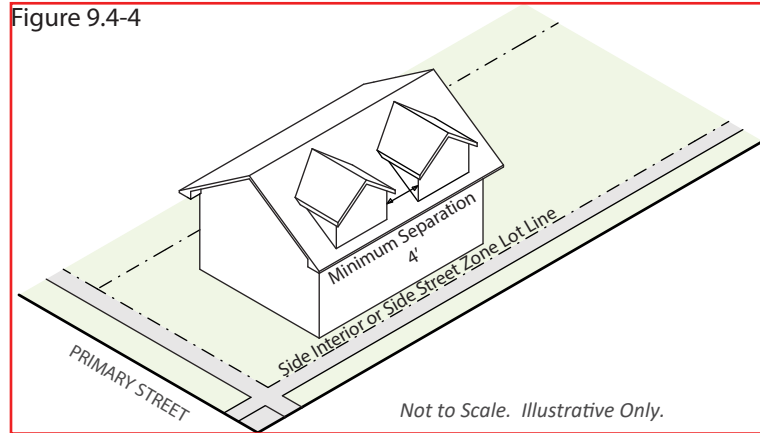 Figure 9.4-4
Minimum Separation
4'
Side Interior or Side Street Zone Lot Line
PRIMARY STREET
Not to Scale. Illustrative Only.